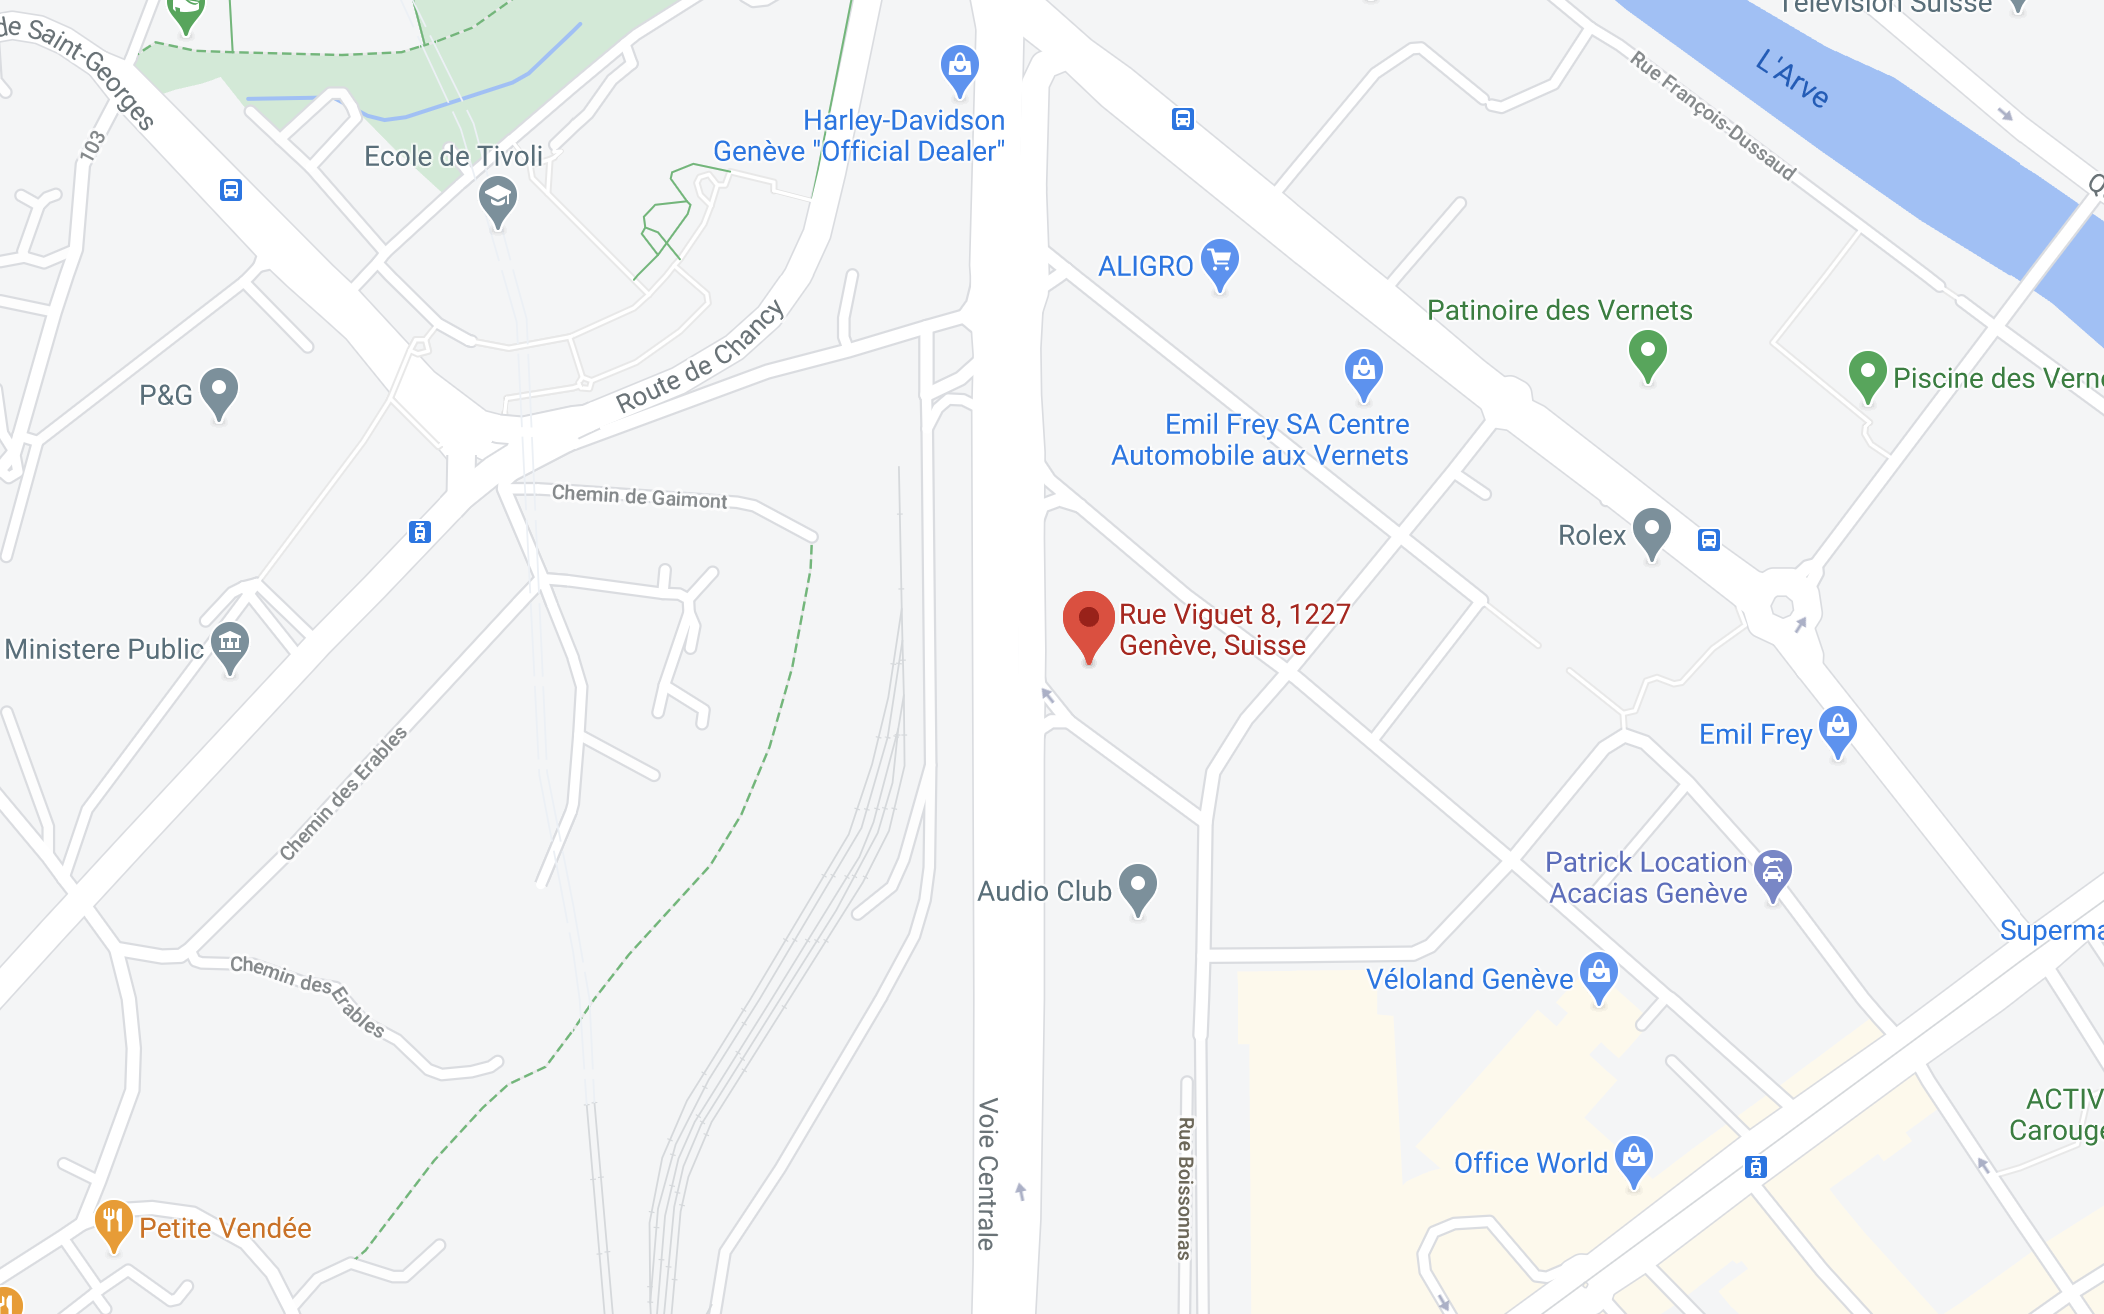 Télévision Suisse
de Saint-Georges
L'Arve
Rue François-Dussaud
Harley-Davidson
Genève "Official Dealer"
103
Ecole de Tivoli
ALIGRO
Patinoire des Vernets
Route de Chancy
P&G
Piscine des Verne
Emil Frey SA Centre
Automobile aux Vernets
Chemin de Gaimont
Rolex
Rue Viguet 8, 1227
Genève, Suisse
Ministere Public
Emil Frey
Chemin des Erables
Patrick Location
Acacias Genève
Audio Club
Superma
Chemin des Erables
Véloland Genève
ACTIV
Carouge
Voie Centrale
Rue Boissonnas
Office World
Petite Vendée